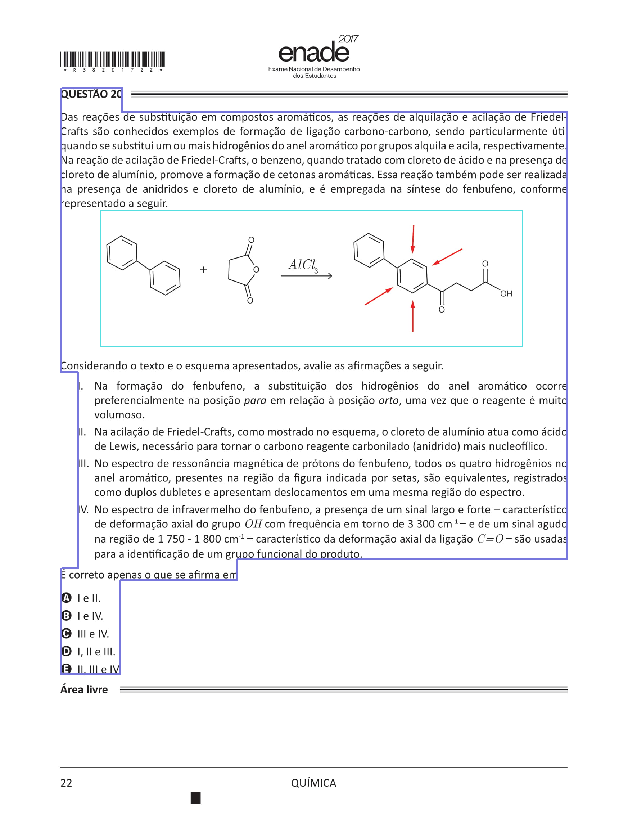 *R3820172 2*
enade 2017
Exame Nacional de Desempenho
dos Estudantes
QUESTÃO 20
Das reações de substituição em compostos aromáticos, as reações de alquilação e acilação de Friedel-
Crafts são conhecidos exemplos de formação de ligação carbono-carbono, sendo particularmente útil
quando se substitui um ou mais hidrogênios do anel aromático por grupos alquila e acila, respectivamente.
Na reação de acilação de Friedel-Crafts, o benzeno, quando tratado com cloreto de ácido e na presença de
cloreto de alumínio, promove a formação de cetonas aromáticas. Essa reação também pode ser realizada
na presença de anidridos e cloreto de alumínio, e é empregada na síntese do fenbufeno, conforme
representado a seguir.
+ O O O AlCl3 O O OH
Considerando o texto e o esquema apresentados, avalie as afirmações a seguir.
I. Na formação do fenbufeno, a substituição dos hidrogênios do anel aromático ocorre
preferencialmente na posição para em relação à posição orto, uma vez que o reagente é muito
volumoso.
II. Na acilação de Friedel-Crafts, como mostrado no esquema, o cloreto de alumínio atua como ácido
de Lewis, necessário para tornar o carbono reagente carbonilado (anidrido) mais nucleofílico.
III. No espectro de ressonância magnética de prótons do fenbufeno, todos os quatro hidrogênios no
anel aromático, presentes na região da figura indicada por setas, são equivalentes, registrados
como duplos dubletes e apresentam deslocamentos em uma mesma região do espectro.
IV. No espectro de infravermelho do fenbufeno, a presença de um sinal largo e forte – característico
de deformação axial do grupo OH com frequência em torno de 3 300 cm-1 – e de um sinal agudo
na região de 1 750 - 1 800 cm-1 – característico da deformação axial da ligação C=O – são usadas
para a identificação de um grupo funcional do produto.
É correto apenas o que se afirma em
A I e II.
B I e IV.
C III e IV.
D I, II e III.
E II, III e IV
Área livre
22
QUÍMICA